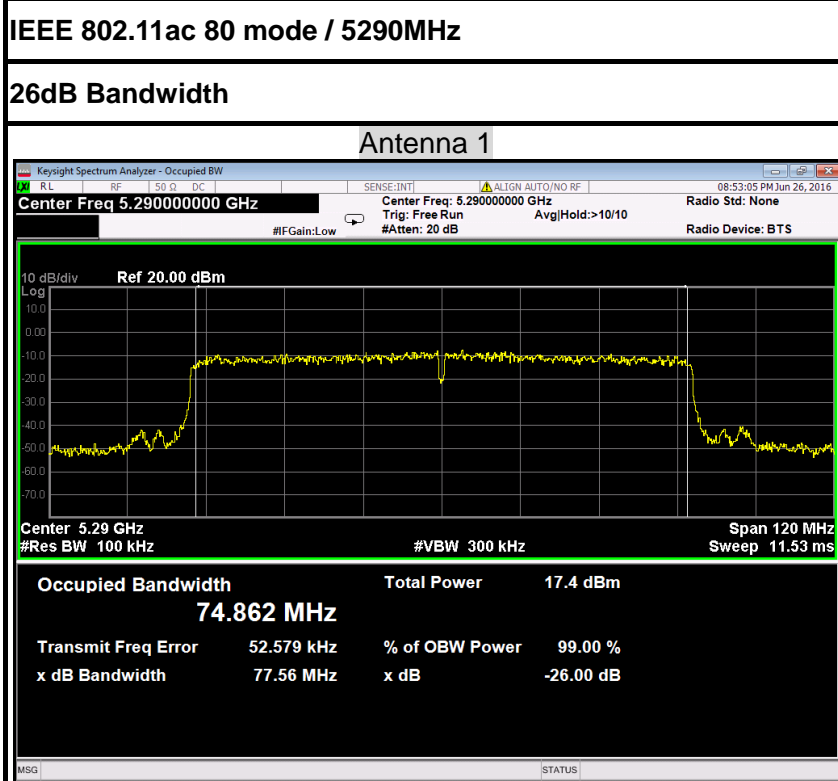 IEEE 802.11ac 80 mode / 5290MHz
26dB Bandwidth
Antenna 1
Keysight Spectrum Analyzer - Occupied BW
LXI RL RF 50 Ω DC SENSE:INT ALIGN AUTO/NO RF 08:53:05 PM Jun 26, 2016
Center Freq 5.290000000 GHz Center Freq: 5.290000000 GHz Radio Std: None
Trig: Free Run Avg|Hold:>10/10
#IFGain:Low #Atten: 20 dB Radio Device: BTS
10 dB/div Ref 20.00 dBm
Log
10.0
0.00
-10.0
-20.0
-30.0
-40.0
-50.0
-60.0
-70.0
Center 5.29 GHz Span 120 MHz
#Res BW 100 kHz #VBW 300 kHz Sweep 11.53 ms
Occupied Bandwidth Total Power 17.4 dBm
74.862 MHz
Transmit Freq Error 52.579 kHz % of OBW Power 99.00 %
x dB Bandwidth 77.56 MHz x dB -26.00 dB
MSG STATUS